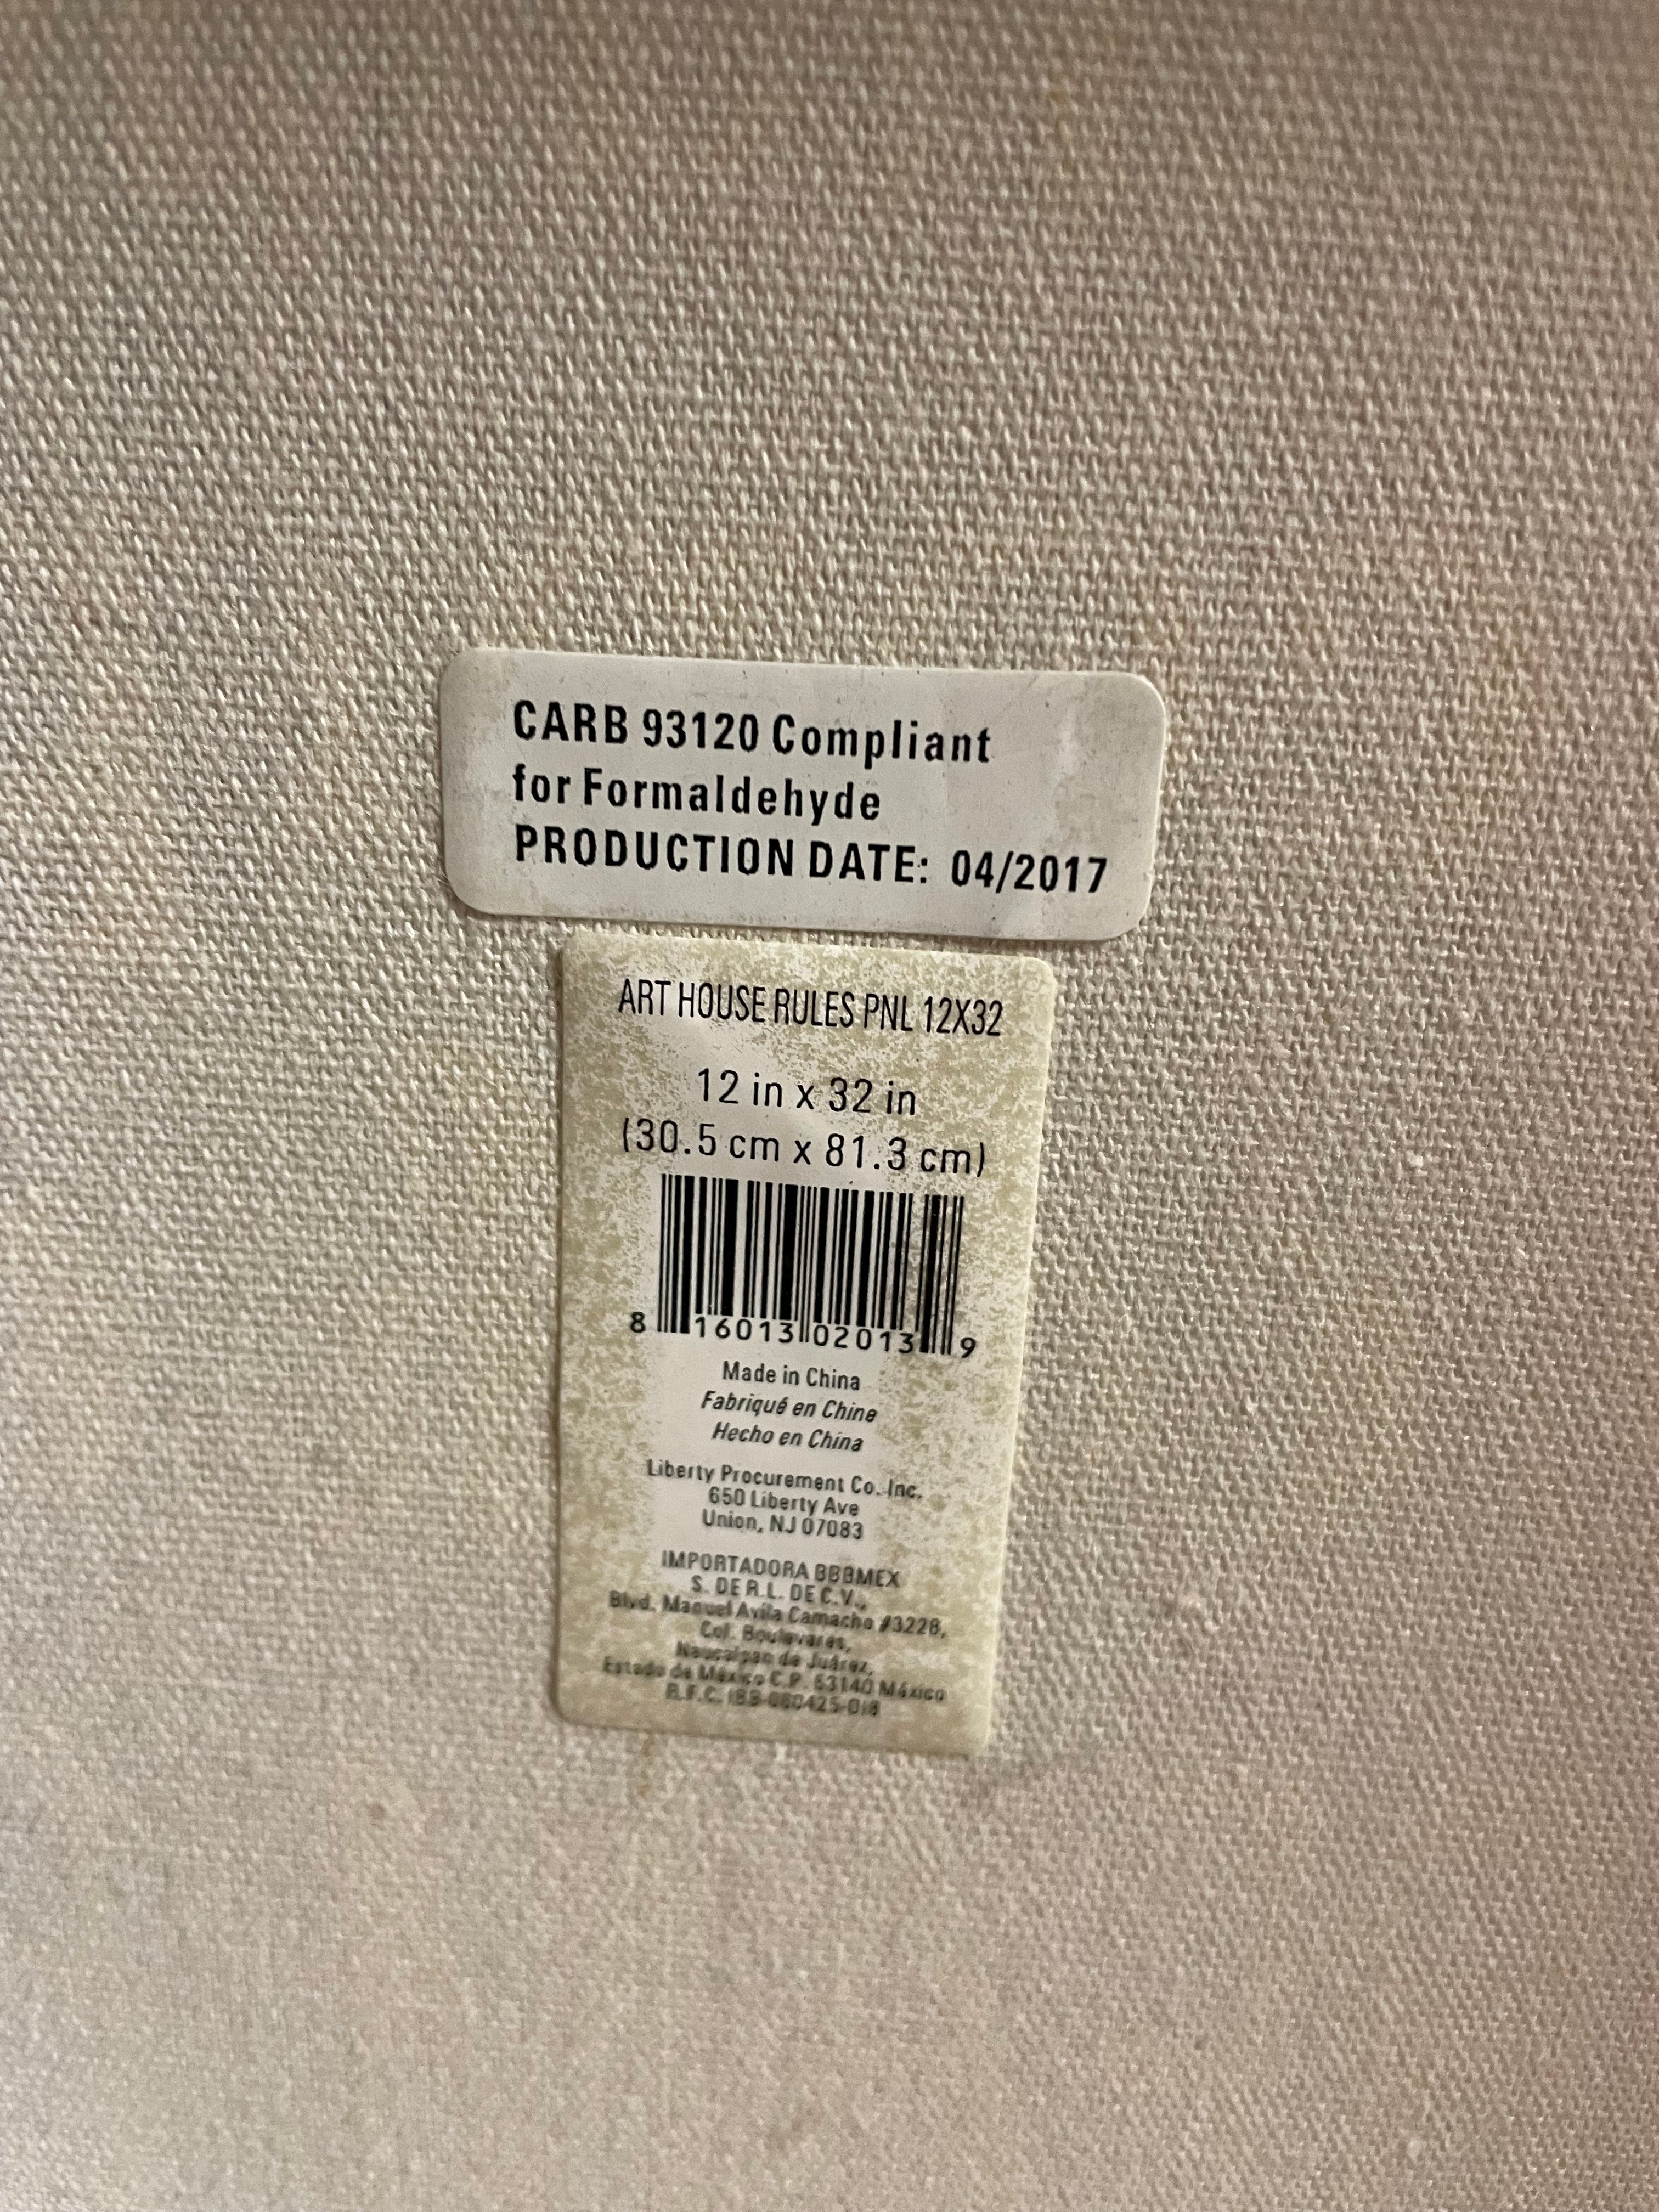 CARB 93120 Compliant
for Formaldehyde
PRODUCTION DATE: 04/2017
ART HOUSE RULES PNL 12X32
12 in x 32 in
(30.5 cm x 81.3 cm)
8 16013 02013 9
Made in China
Fabriqué en Chine
Hecho en China
Liberty Procurement Co. Inc.
650 Liberty Ave
Union, NJ 07083
IMPORTADORA BBBMEX
S. DE R.L. DE C.V.,
Blvd. Manuel Avila Camacho #3228,
Col. Boulevares,
Naucalpan de Juárez,
Estado de México C.P. 53140 México
R.F.C.